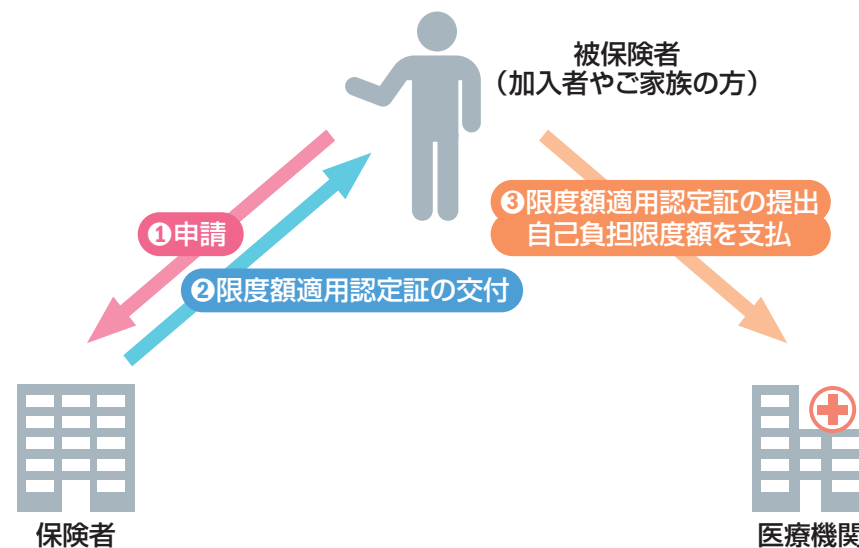 被保険者
（加入者やご家族の方）
❶申請
❷限度額適用認定証の交付
❸限度額適用認定証の提出
自己負担限度額を支払
保険者
医療機関